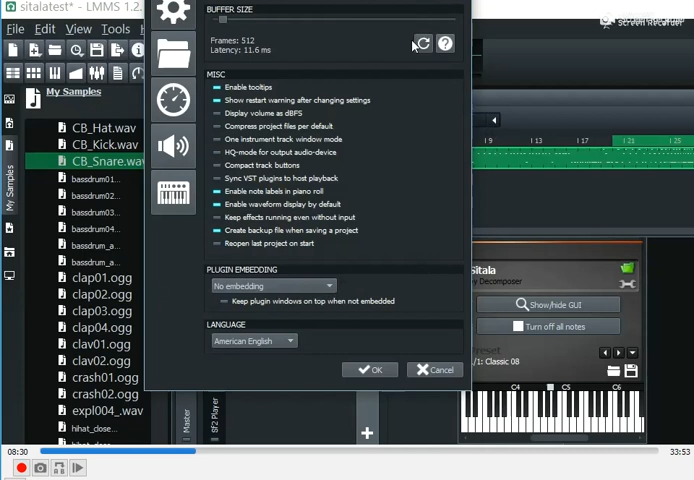 sitalatest* - LMMS 1.2.
Screen Recorder
File Edit View Tools
My Samples
My Samples
CB_Hat.wav
CB_Kick.wav
CB_Snare.wav
bassdrum01...
bassdrum02...
bassdrum03...
bassdrum04...
bassdrum_a...
bassdrum_a...
clap01.ogg
clap02.ogg
clap03.ogg
clap04.ogg
clav01.ogg
clav02.ogg
crash01.ogg
crash02.ogg
expl004_.wav
hihat_close...
BUFFER SIZE
Frames: 512
Latency: 11.6 ms
MISC
Enable tooltips
Show restart warning after changing settings
Display volume as dBFS
Compress project files per default
One instrument track window mode
HQ-mode for output audio-device
Compact track buttons
Sync VST plugins to host playback
Enable note labels in piano roll
Enable waveform display by default
Keep effects running even without input
Create backup file when saving a project
Reopen last project on start
PLUGIN EMBEDDING
No embedding
Keep plugin windows on top when not embedded
LANGUAGE
American English
OK Cancel
Master
Sf2 Player
9 13 17 21 25
Sitala
by Decomposer
Show/hide GUI
Turn off all notes
Preset
/1: Classic 08
C4 C5 C6
08:30
33:53